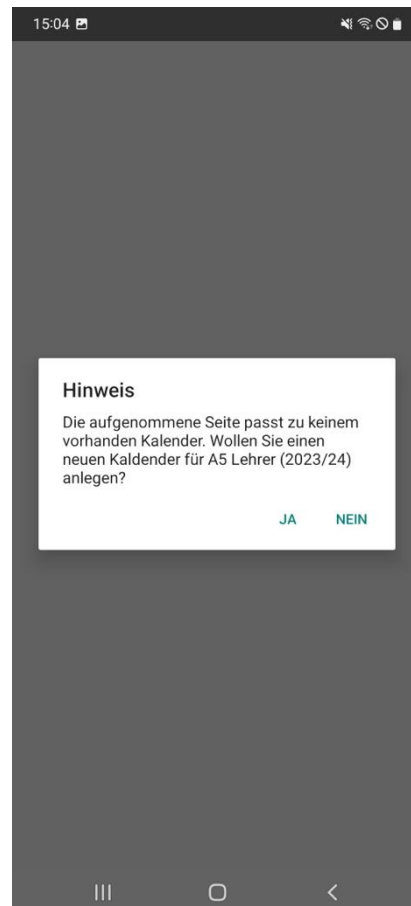 15:04
Hinweis
Die aufgenommene Seite passt zu keinem
vorhanden Kalender. Wollen Sie einen
neuen Kaldender für A5 Lehrer (2023/24)
anlegen?
JA NEIN